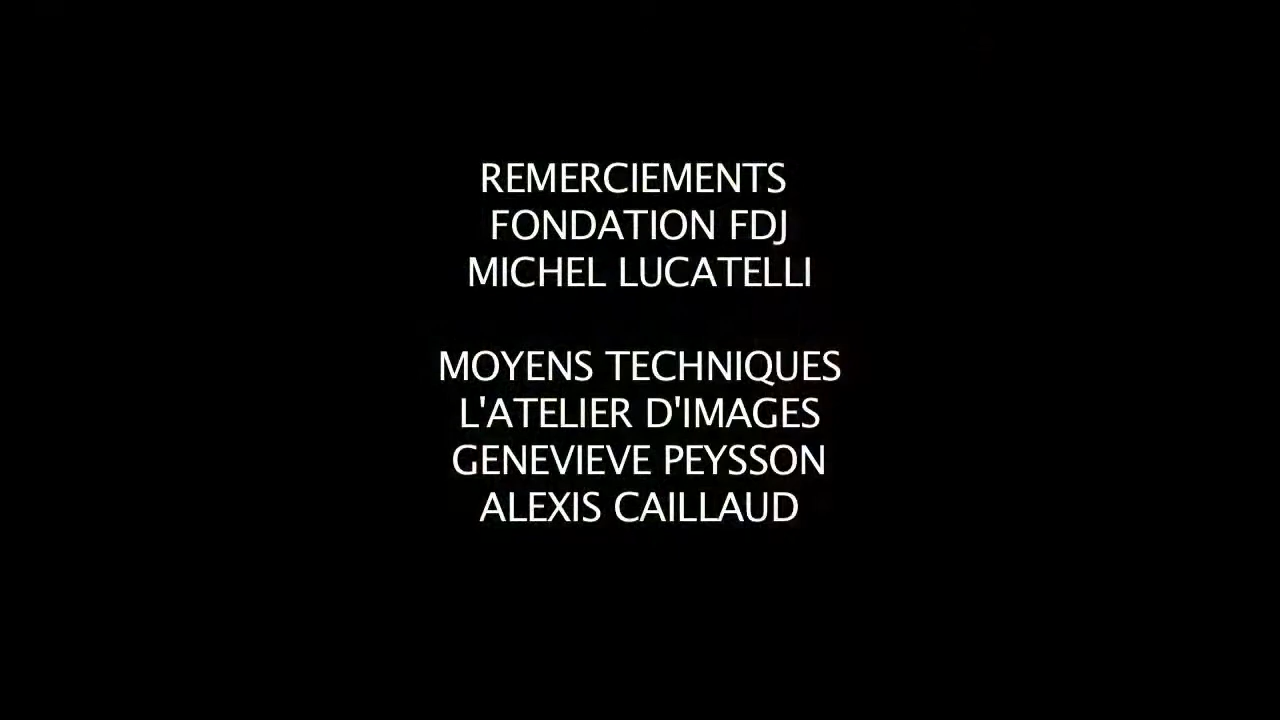 REMERCIEMENTS
FONDATION FDJ
MICHEL LUCATELLI
MOYENS TECHNIQUES
L'ATELIER D'IMAGES
GENEVIEVE PEYSSON
ALEXIS CAILLAUD